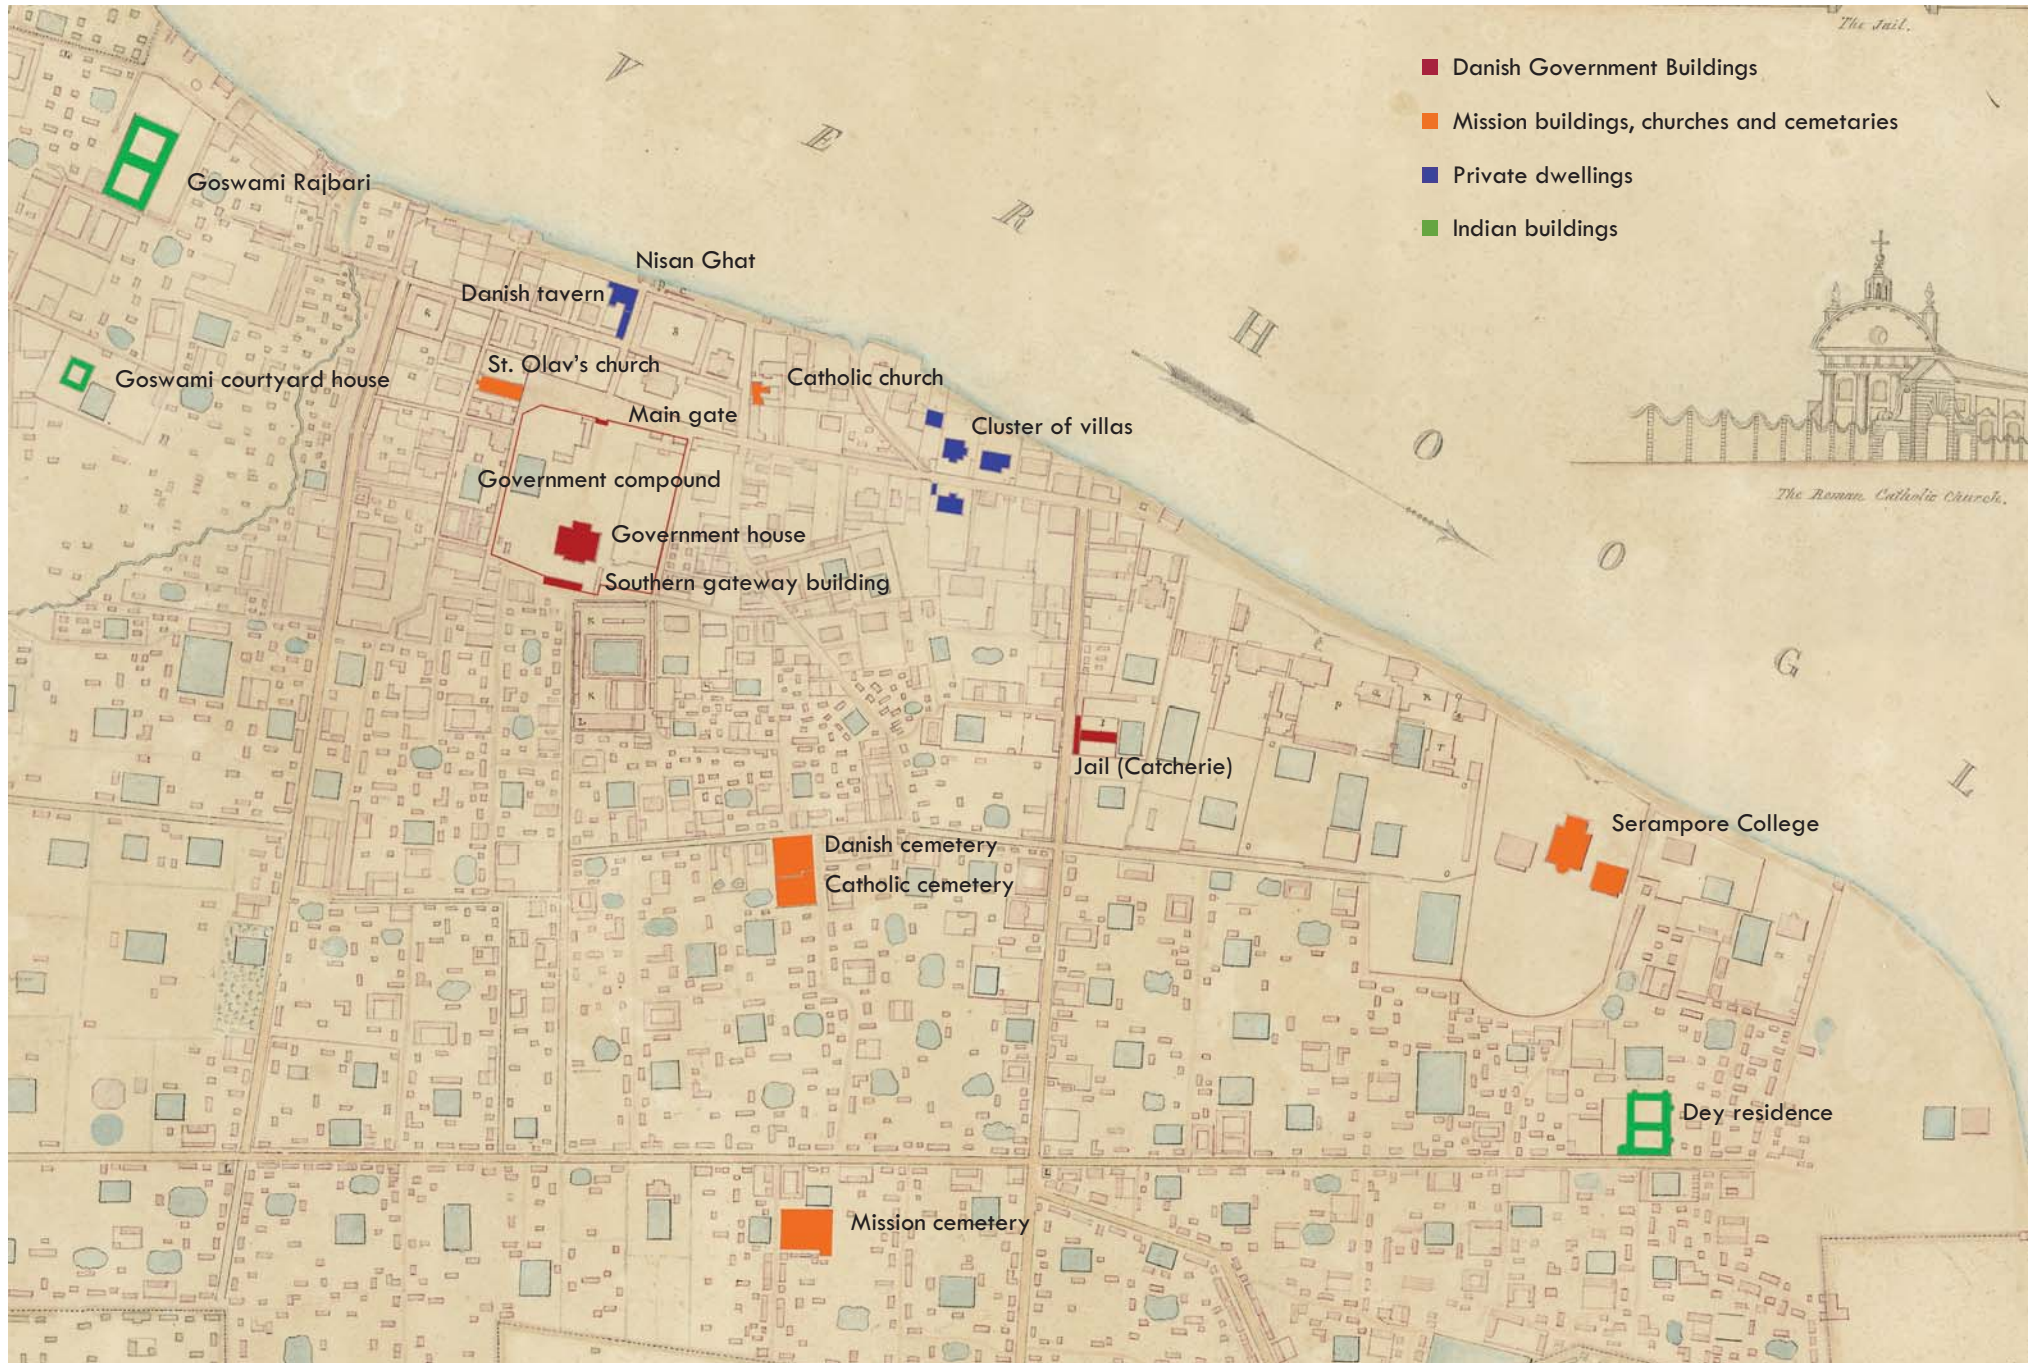 The Jail.
Danish Government Buildings
Mission buildings, churches and cemetaries
Private dwellings
Indian buildings
V
E
R
H
O
O
G
L
Goswami Rajbari
Nisan Ghat
Danish tavern
St. Olav's church
Goswami courtyard house
Catholic church
Main gate
Cluster of villas
Government compound
The Roman Catholic Church.
Government house
Southern gateway building
Jail (Catcherie)
Serampore College
Danish cemetery
Catholic cemetery
Dey residence
Mission cemetery